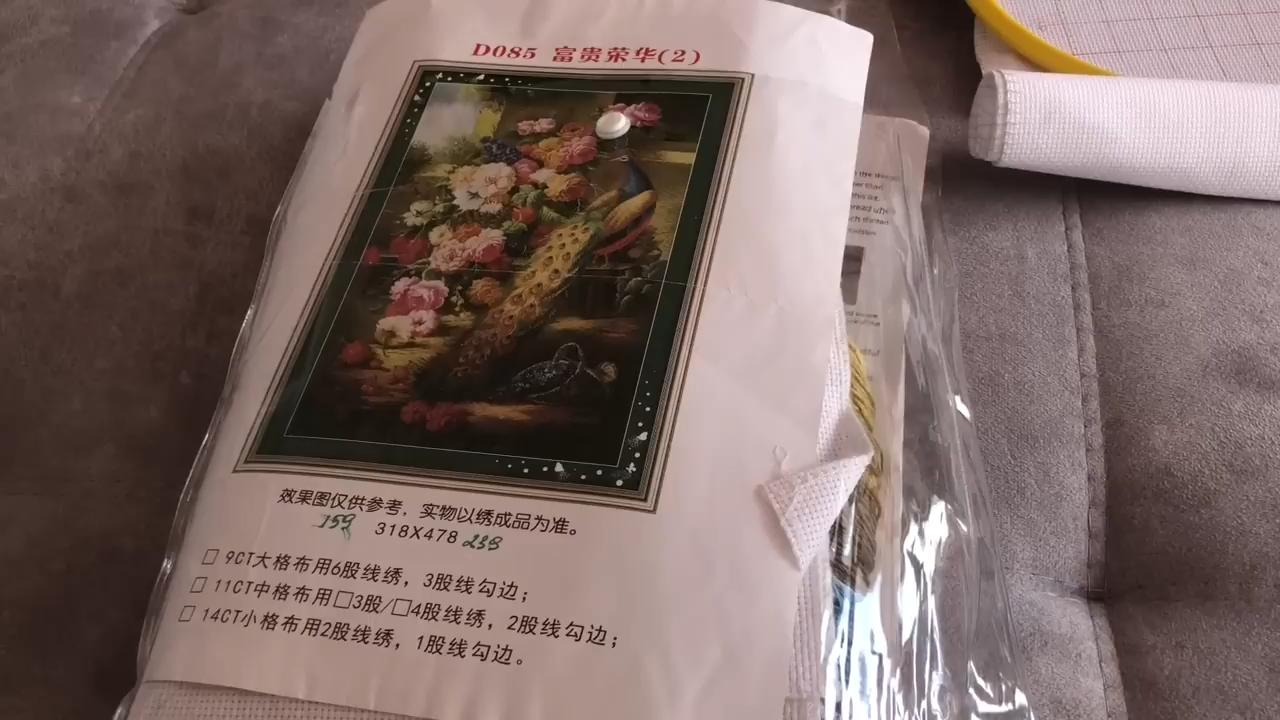 D085 富贵荣华(2)
效果图仅供参考，实物以绣成品为准。
159 318X478 239
□ 9CT大格布用6股线绣，3股线勾边；
□ 11CT中格布用□3股/□4股线绣，2股线勾边；
□ 14CT小格布用2股线绣，1股线勾边。